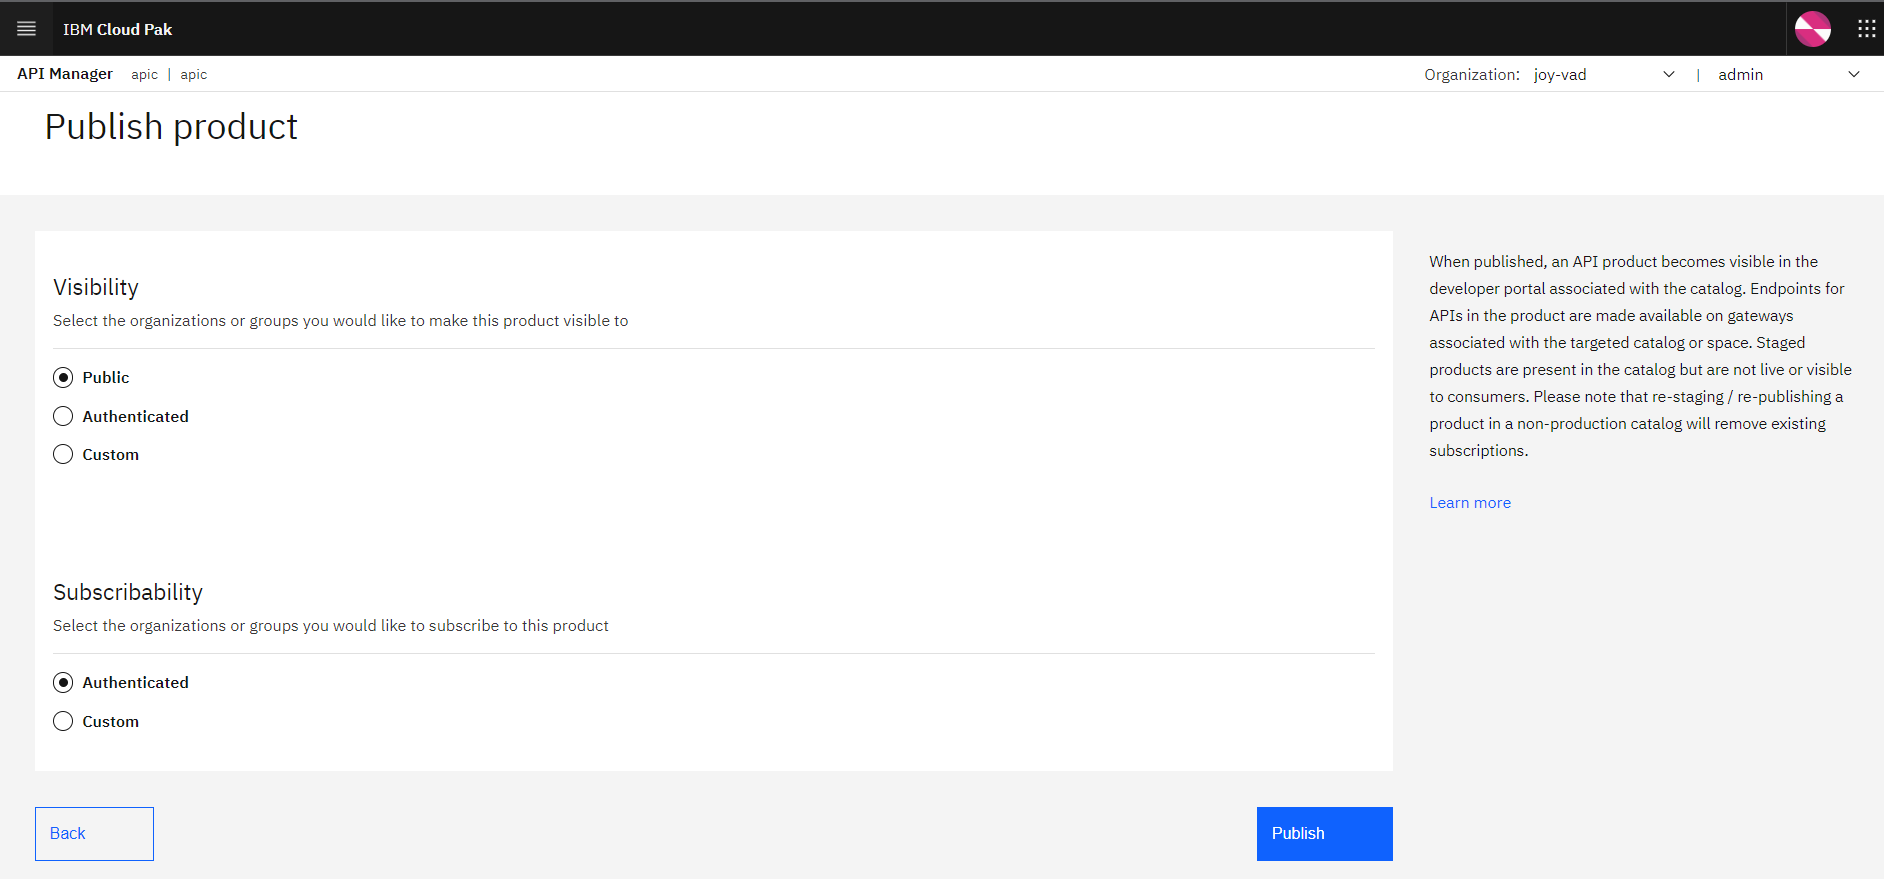 IBM Cloud Pak
API Manager apic | apic Organization: joy-vad | admin
Publish product
Visibility
Select the organizations or groups you would like to make this product visible to
Public
Authenticated
Custom
Subscribability
Select the organizations or groups you would like to subscribe to this product
Authenticated
Custom
Back
Publish
When published, an API product becomes visible in the
developer portal associated with the catalog. Endpoints for
APIs in the product are made available on gateways
associated with the targeted catalog or space. Staged
products are present in the catalog but are not live or visible
to consumers. Please note that re-staging / re-publishing a
product in a non-production catalog will remove existing
subscriptions.
Learn more